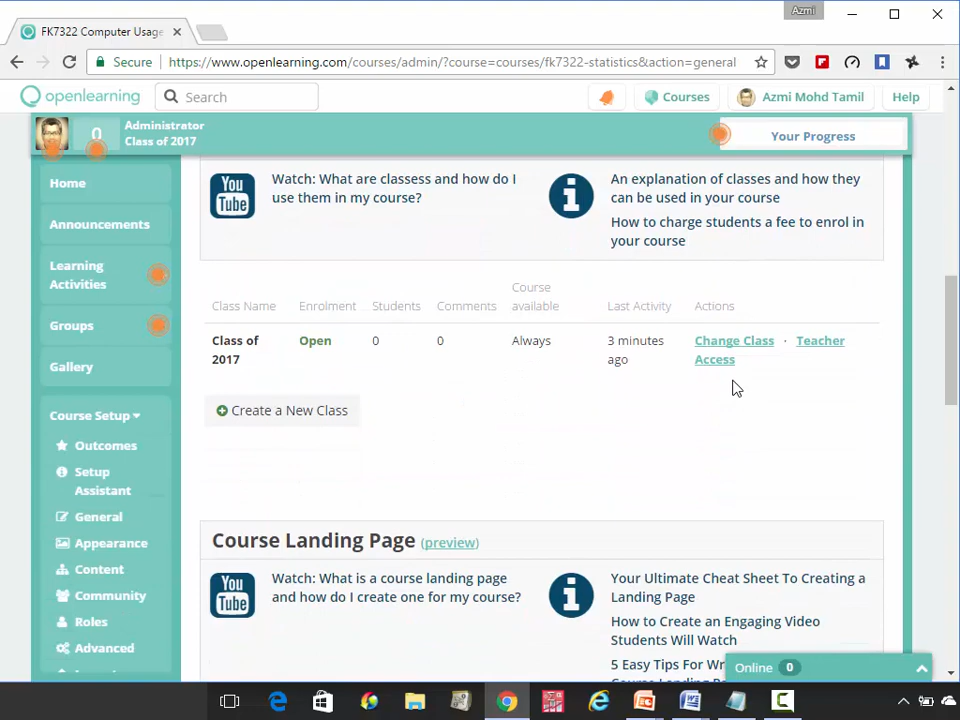 Azmi
FK7322 Computer Usage
Secure https://www.openlearning.com/courses/admin/?course=courses/fk7322-statistics&action=general
openlearning
Search
Courses
Azmi Mohd Tamil
Help
0
Administrator
Class of 2017
Your Progress
Home
Announcements
Learning
Activities
Groups
Gallery
Course Setup
Outcomes
Setup
Assistant
General
Appearance
Content
Community
Roles
Advanced
You
Tube
Watch: What are classess and how do I
use them in my course?
An explanation of classes and how they
can be used in your course
How to charge students a fee to enrol in
your course
Class Name Enrolment Students Comments Course available Last Activity Actions
Class of 2017 Open 0 0 Always 3 minutes ago Change Class · Teacher Access
Create a New Class
Course Landing Page (preview)
You
Tube
Watch: What is a course landing page
and how do I create one for my course?
Your Ultimate Cheat Sheet To Creating a
Landing Page
How to Create an Engaging Video
Students Will Watch
5 Easy Tips For Wr
Course Landing
Online 0